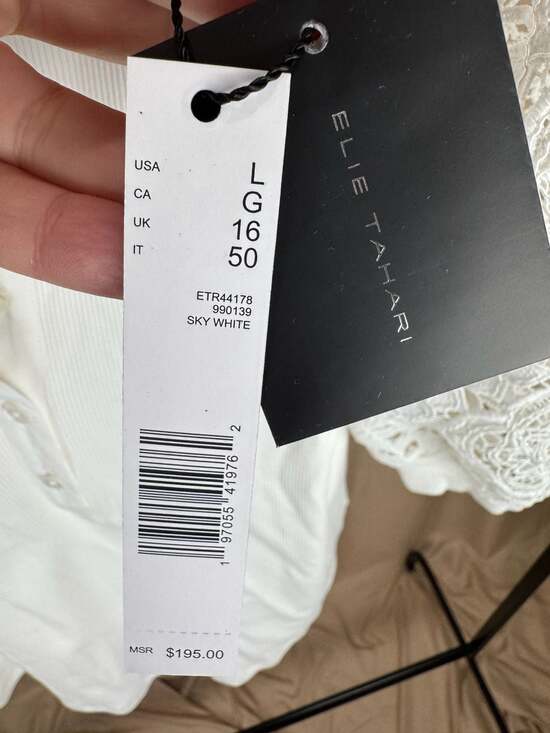 USA L
CA G
UK 16
IT 50
ETR44178
990139
SKY WHITE
1 97055 41976 2
MSR $195.00
ELIE TAHARI